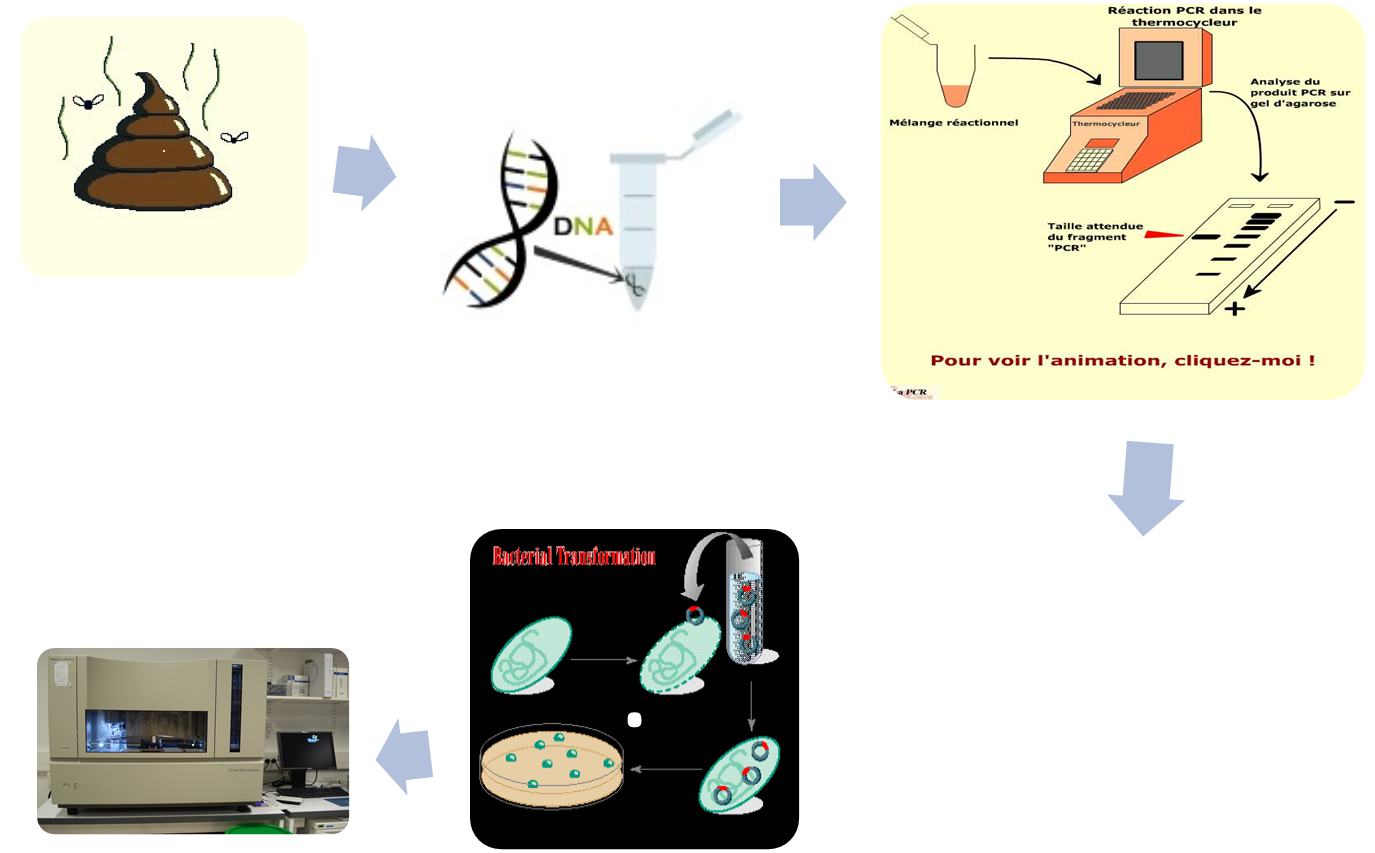 DNA
Réaction PCR dans le
thermocycleur
Mélange réactionnel
Thermocycleur
Analyse du
produit PCR sur
gel d'agarose
Taille attendue
du fragment
"PCR"
−
+
Pour voir l'animation, cliquez-moi !
PCR
Bacterial Transformation